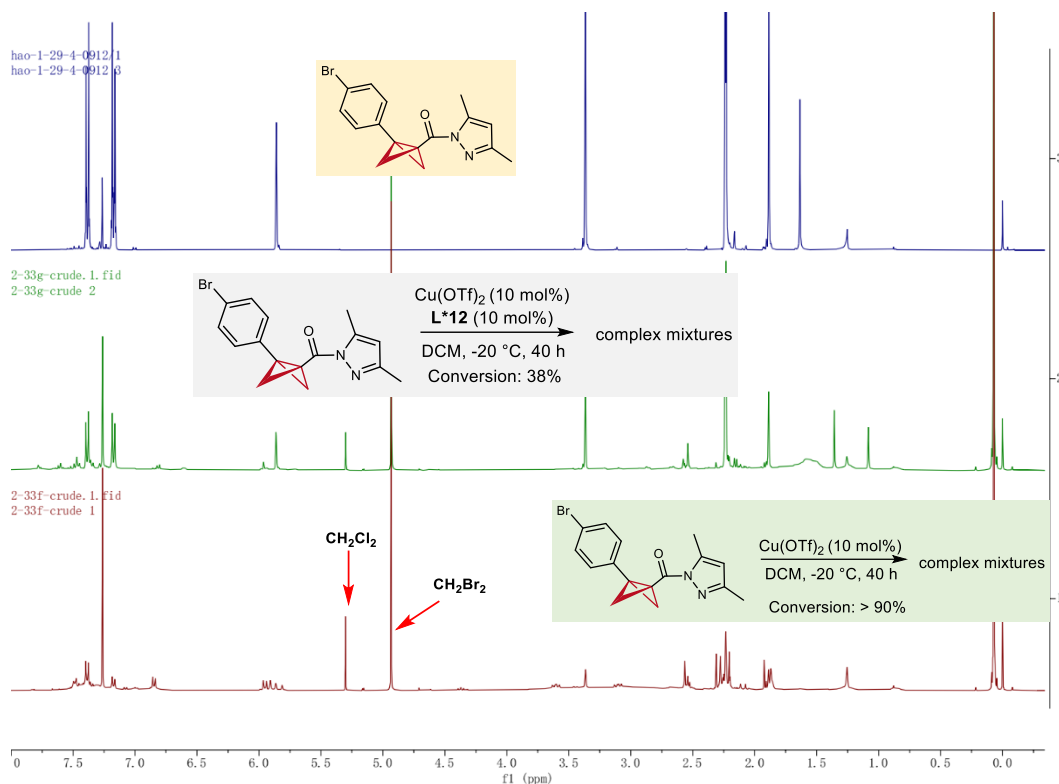 hao-1-29-4-0912/1
hao-1-29-4-0912 3
Br
O
N
N
2-33g-crude.1.fid
2-33g-crude 2
Br
O
N
N
Cu(OTf)2 (10 mol%)
L*12 (10 mol%)
DCM, -20 °C, 40 h
Conversion: 38%
complex mixtures
2-33f-crude.1.fid
2-33f-crude 1
CH2Cl2
CH2Br2
Br
O
N
N
Cu(OTf)2 (10 mol%)
DCM, -20 °C, 40 h
Conversion: > 90%
complex mixtures
0 7.5 7.0 6.5 6.0 5.5 5.0 4.5 4.0 3.5 3.0 2.5 2.0 1.5 1.0 0.5 0.0
f1 (ppm)